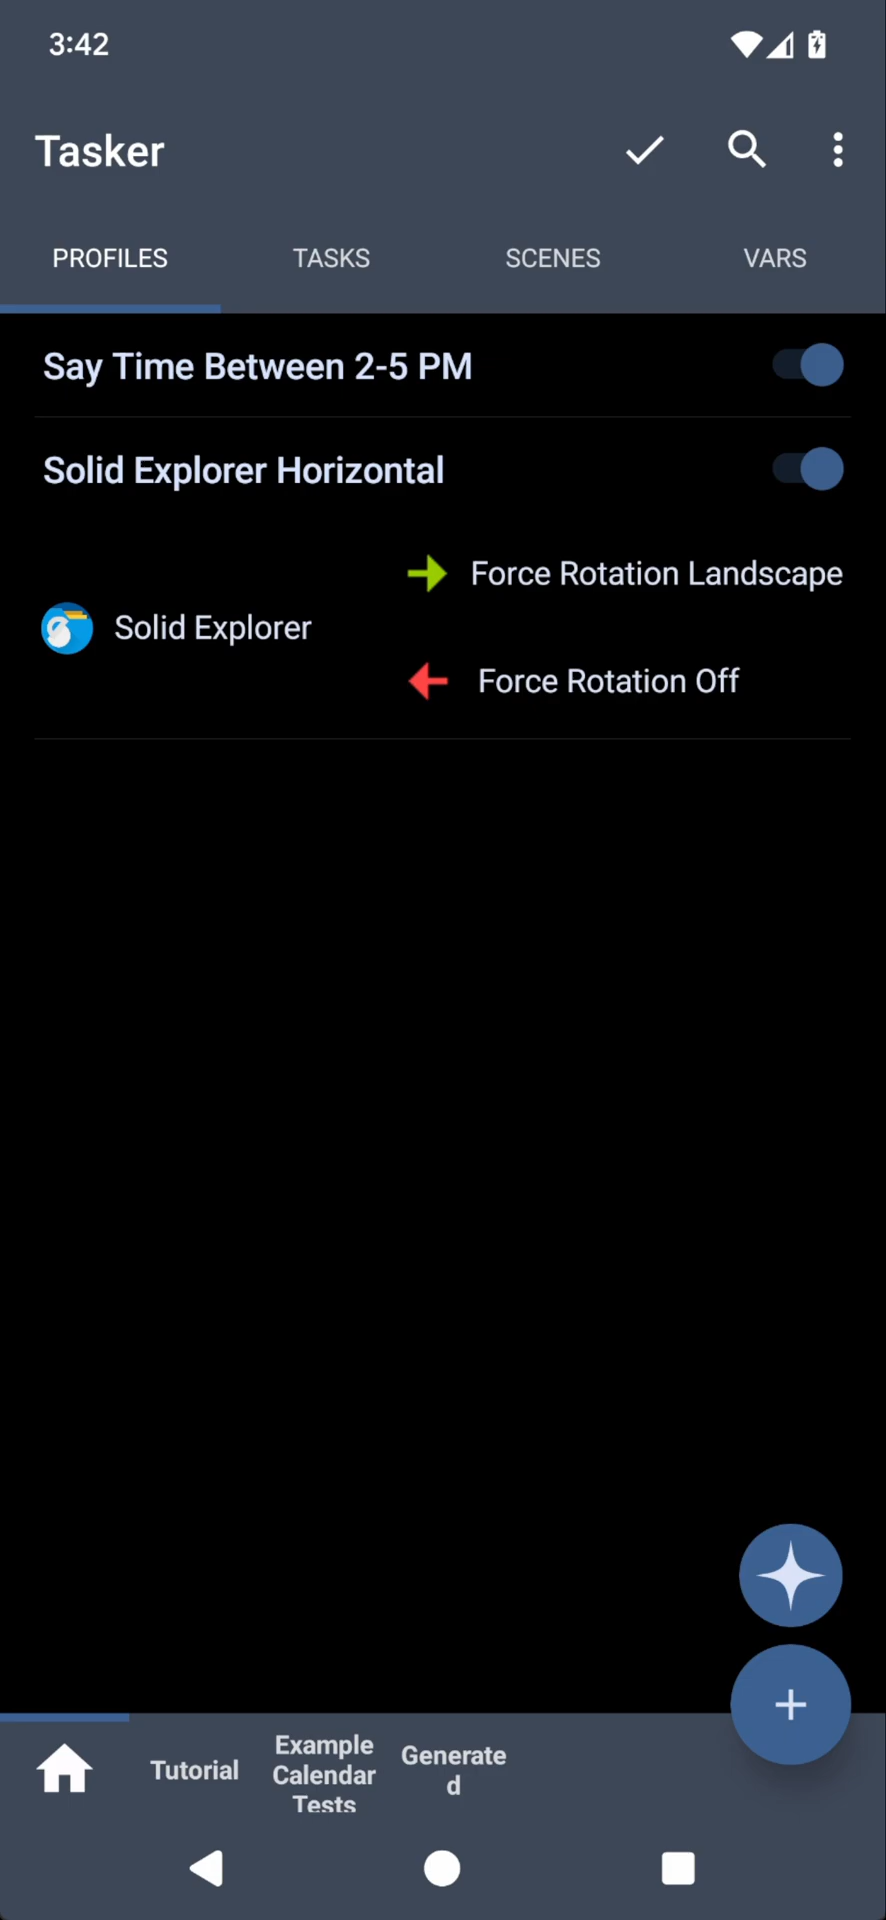 3:42
Tasker
PROFILES
TASKS
SCENES
VARS
Say Time Between 2-5 PM
Solid Explorer Horizontal
Force Rotation Landscape
Solid Explorer
Force Rotation Off
Tutorial
Example
Calendar
Tests
Generate
d